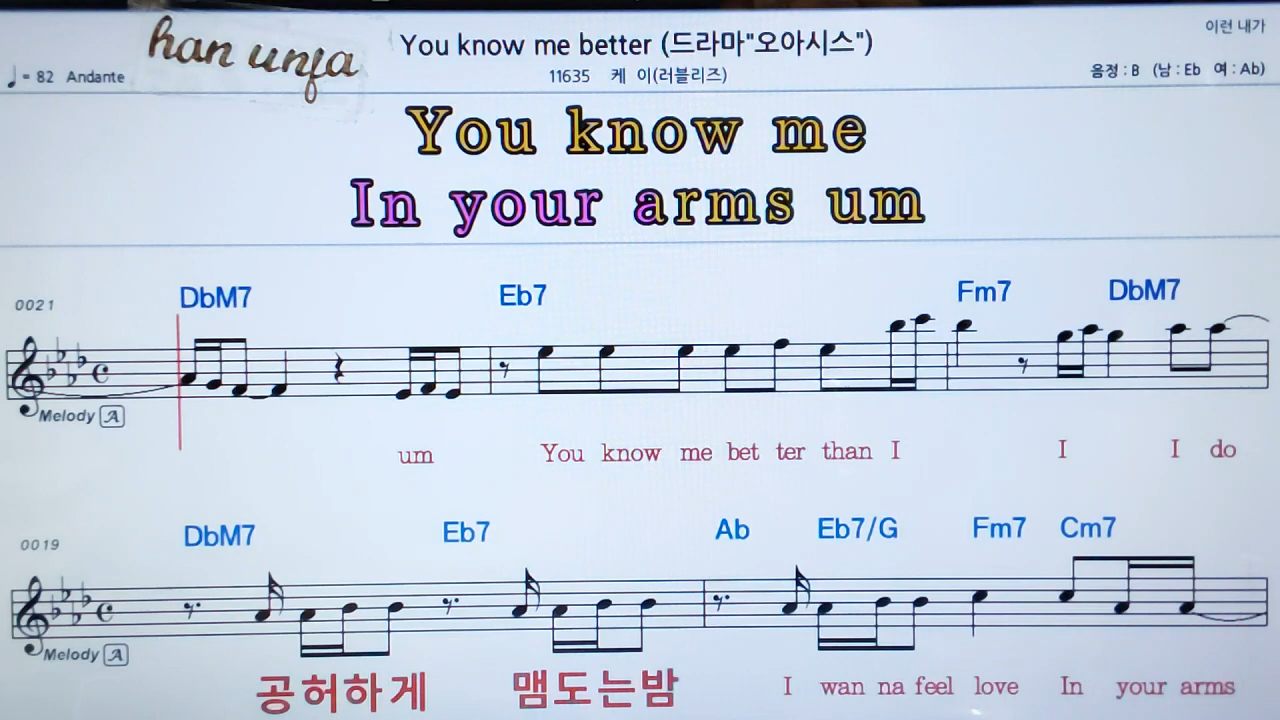 han unja
You know me better (드라마"오아시스")
이런 내가
♩= 82 Andante
11635 케 이(러블리즈)
음정 : B (남 : Eb 여 : Ab)
You know me
In your arms um
0021 DbM7 Eb7 Fm7 DbM7
Melody A
um You know me bet ter than I I I do
0019 DbM7 Eb7 Ab Eb7/G Fm7 Cm7
Melody A
공허하게 맴도는밤 I wan na feel love In your arms